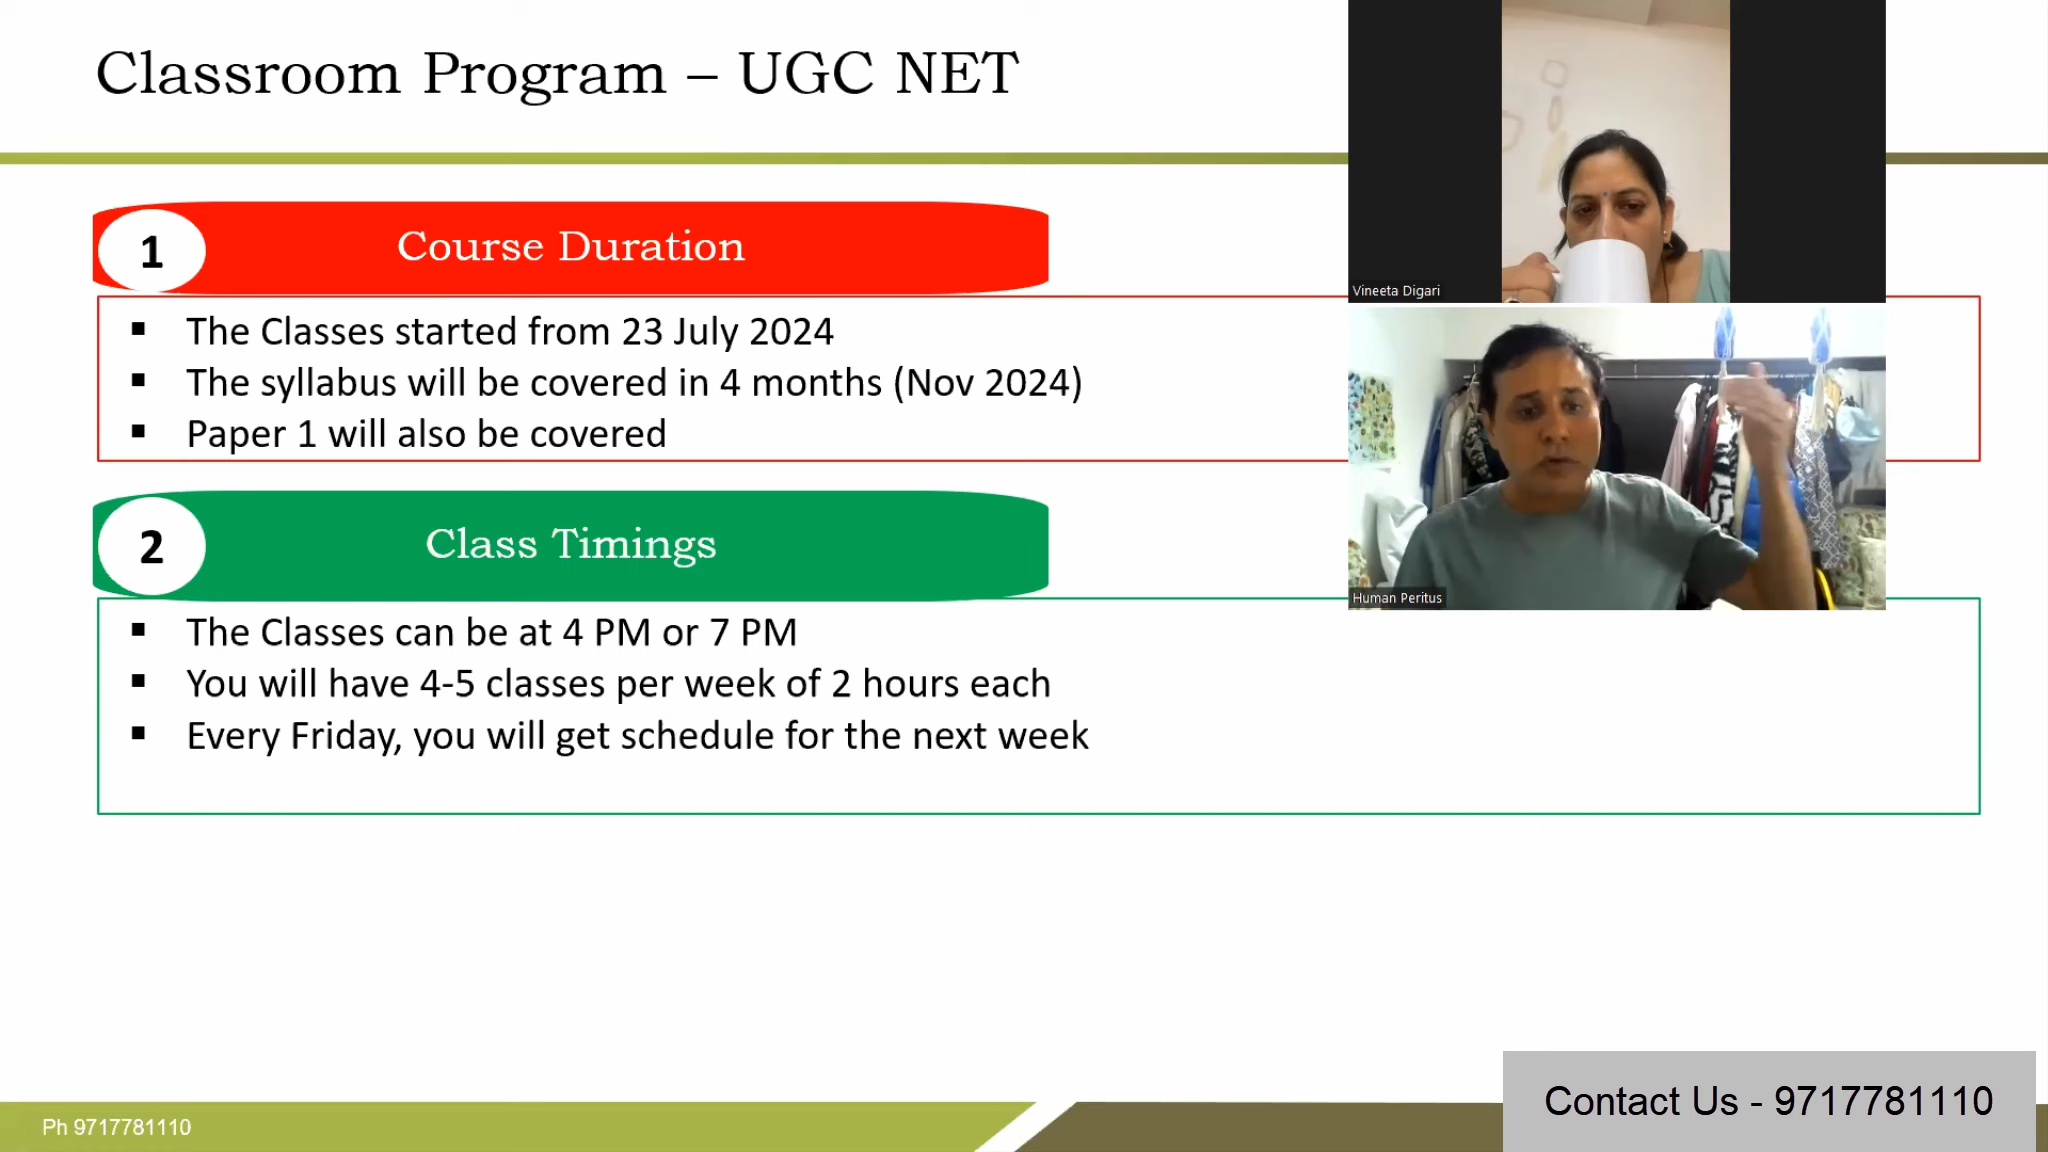 Classroom Program – UGC NET
1
Course Duration
▪ The Classes started from 23 July 2024
▪ The syllabus will be covered in 4 months (Nov 2024)
▪ Paper 1 will also be covered
2
Class Timings
▪ The Classes can be at 4 PM or 7 PM
▪ You will have 4-5 classes per week of 2 hours each
▪ Every Friday, you will get schedule for the next week
Vineeta Digari
Human Peritus
Ph 9717781110
Contact Us - 9717781110